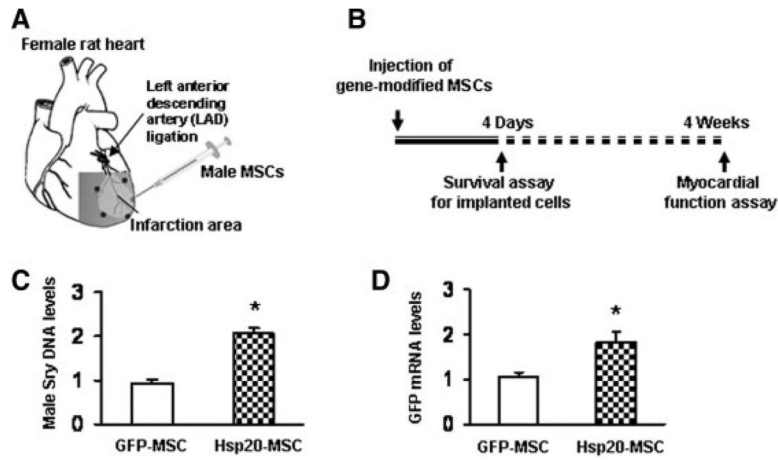 A
Female rat heart
Left anterior
descending
artery (LAD)
ligation
Male MSCs
Infarction area
B
Injection of
gene-modified MSCs
4 Days
4 Weeks
Survival assay
for implanted cells
Myocardial
function assay
C
Male Sry DNA levels
3
2
1
0
*
GFP-MSC
Hsp20-MSC
D
GFP mRNA levels
3
2
1
0
*
GFP-MSC
Hsp20-MSC